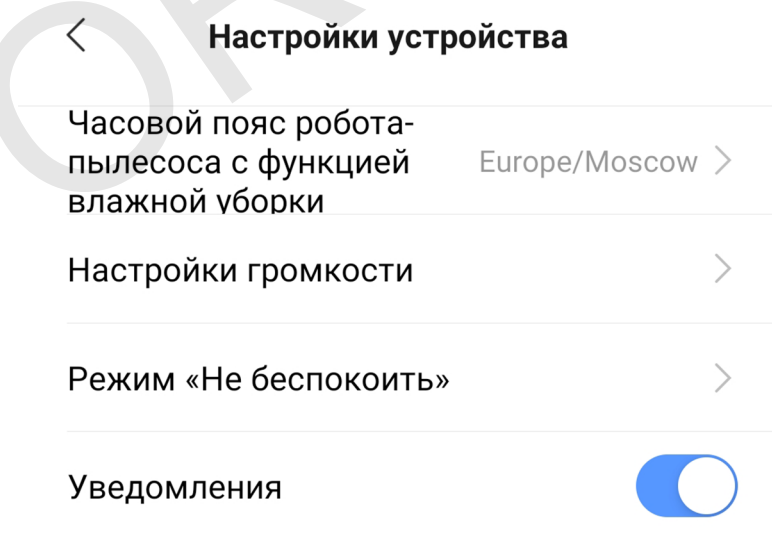 Настройки устройства
Часовой пояс робота-
пылесоса с функцией
влажной уборки
Europe/Moscow
Настройки громкости
Режим «Не беспокоить»
Уведомления